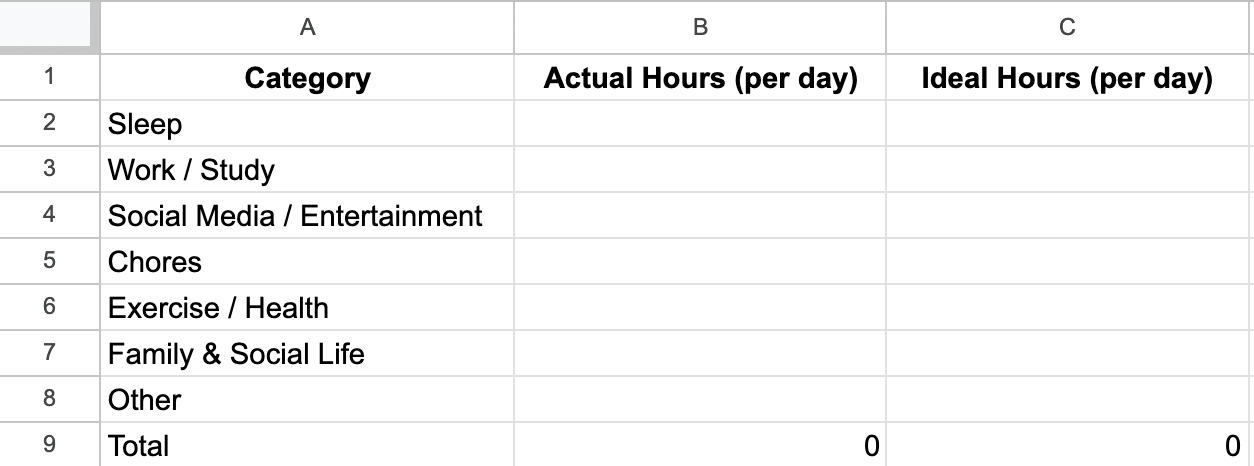 A B C
1 Category Actual Hours (per day) Ideal Hours (per day)
2 Sleep
3 Work / Study
4 Social Media / Entertainment
5 Chores
6 Exercise / Health
7 Family & Social Life
8 Other
9 Total 0 0